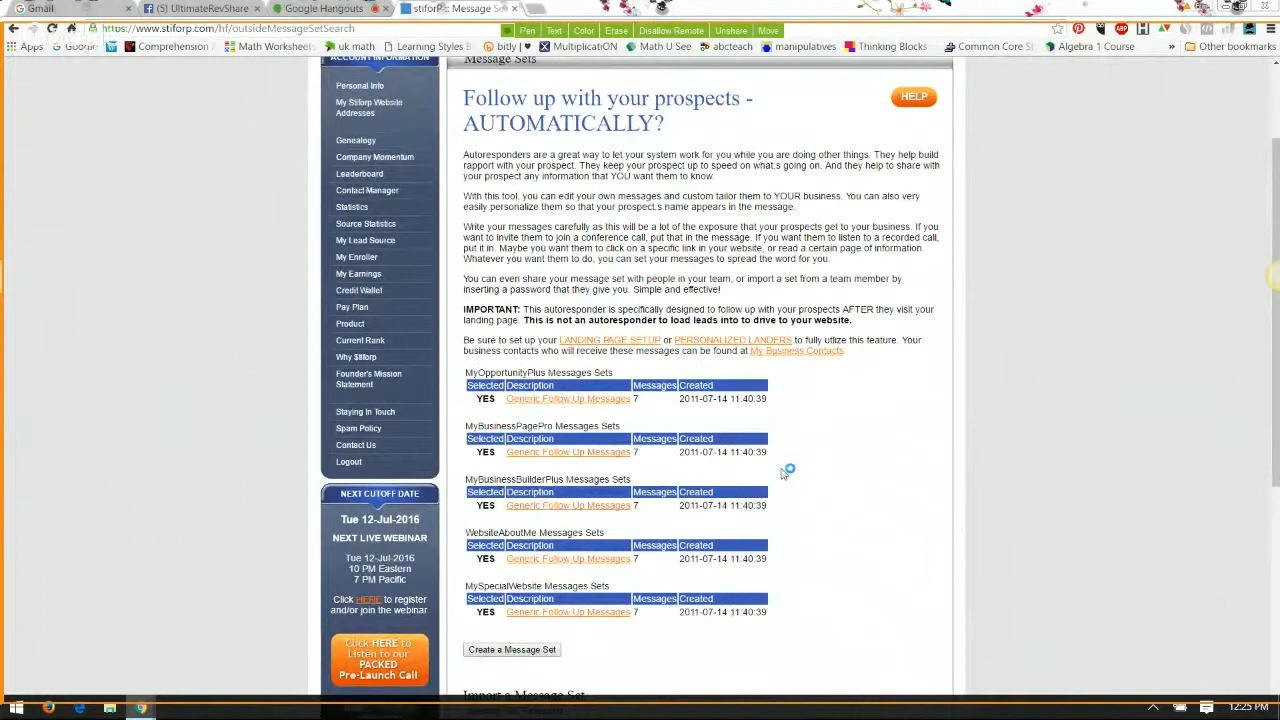 Gmail
(5) UltimateRevShare
Google Hangouts
stiforP :: Message Set
https://www.stiforp.com/hf/outsideMessageSetSearch
Pen Text Color Erase Disallow Remote Unshare Move
Apps Google Comprehension Math Worksheets uk math Learning Styles bitly | ♥ MultiplicatiON Math U See abcteach manipulatives Thinking Blocks Common Core Algebra 1 Course » Other bookmarks
ACCOUNT INFORMATION
Personal Info
My Stiforp Website
Addresses
Genealogy
Company Momentum
Leaderboard
Contact Manager
Statistics
Source Statistics
My Lead Source
My Enroller
My Earnings
Credit Wallet
Pay Plan
Product
Current Rank
Why $tiforp
Founder's Mission
Statement
Staying In Touch
Spam Policy
Contact Us
Logout
NEXT CUTOFF DATE
Tue 12-Jul-2016
NEXT LIVE WEBINAR
Tue 12-Jul-2016
10 PM Eastern
7 PM Pacific
Click HERE to register
and/or join the webinar.
Click HERE to
Listen to our
PACKED
Pre-Launch Call
Message Sets
Follow up with your prospects -
AUTOMATICALLY?
HELP
Autoresponders are a great way to let your system work for you while you are doing other things. They help build
rapport with your prospect. They keep your prospect up to speed on what.s going on. And they help to share with
your prospect any information that YOU want them to know.
With this tool, you can edit your own messages and custom tailor them to YOUR business. You can also very
easily personalize them so that your prospect.s name appears in the message.
Write your messages carefully as this will be a lot of the exposure that your prospects get to your business. If you
want to invite them to join a conference call, put that in the message. If you want them to listen to a recorded call,
put it in. Maybe you want them to click on a specific link in your website, or read a certain page of information.
Whatever you want them to do, you can set your messages to spread the word for you.
You can even share your message set with people in your team, or import a set from a team member by
inserting a password that they give you. Simple and effective!
IMPORTANT: This autoresponder is specifically designed to follow up with your prospects AFTER they visit your
landing page. This is not an autoresponder to load leads into to drive to your website.
Be sure to set up your LANDING PAGE SETUP or PERSONALIZED LANDERS to fully utlize this feature. Your
business contacts who will receive these messages can be found at My Business Contacts
MyOpportunityPlus Messages Sets
Selected Description Messages Created
YES Generic Follow Up Messages 7 2011-07-14 11:40:39
MyBusinessPagePro Messages Sets
Selected Description Messages Created
YES Generic Follow Up Messages 7 2011-07-14 11:40:39
MyBusinessBuilderPlus Messages Sets
Selected Description Messages Created
YES Generic Follow Up Messages 7 2011-07-14 11:40:39
WebsiteAboutMe Messages Sets
Selected Description Messages Created
YES Generic Follow Up Messages 7 2011-07-14 11:40:39
MySpecialWebsite Messages Sets
Selected Description Messages Created
YES Generic Follow Up Messages 7 2011-07-14 11:40:39
Create a Message Set
Import a Message Set
12:25 PM